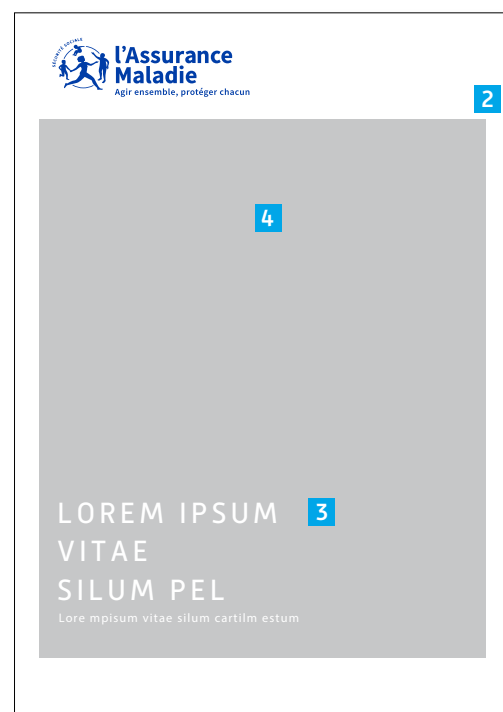 SÉCURITÉ SOCIALE
l'Assurance
Maladie
Agir ensemble, protéger chacun
2
4
LOREM IPSUM
3
VITAE
SILUM PEL
Lore mpisum vitae silum cartilm estum